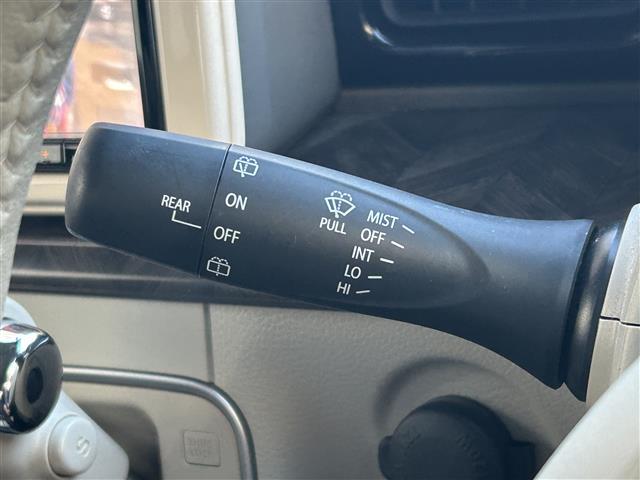 REAR
ON
OFF
PULL
MIST
OFF
INT
LO
HI
S